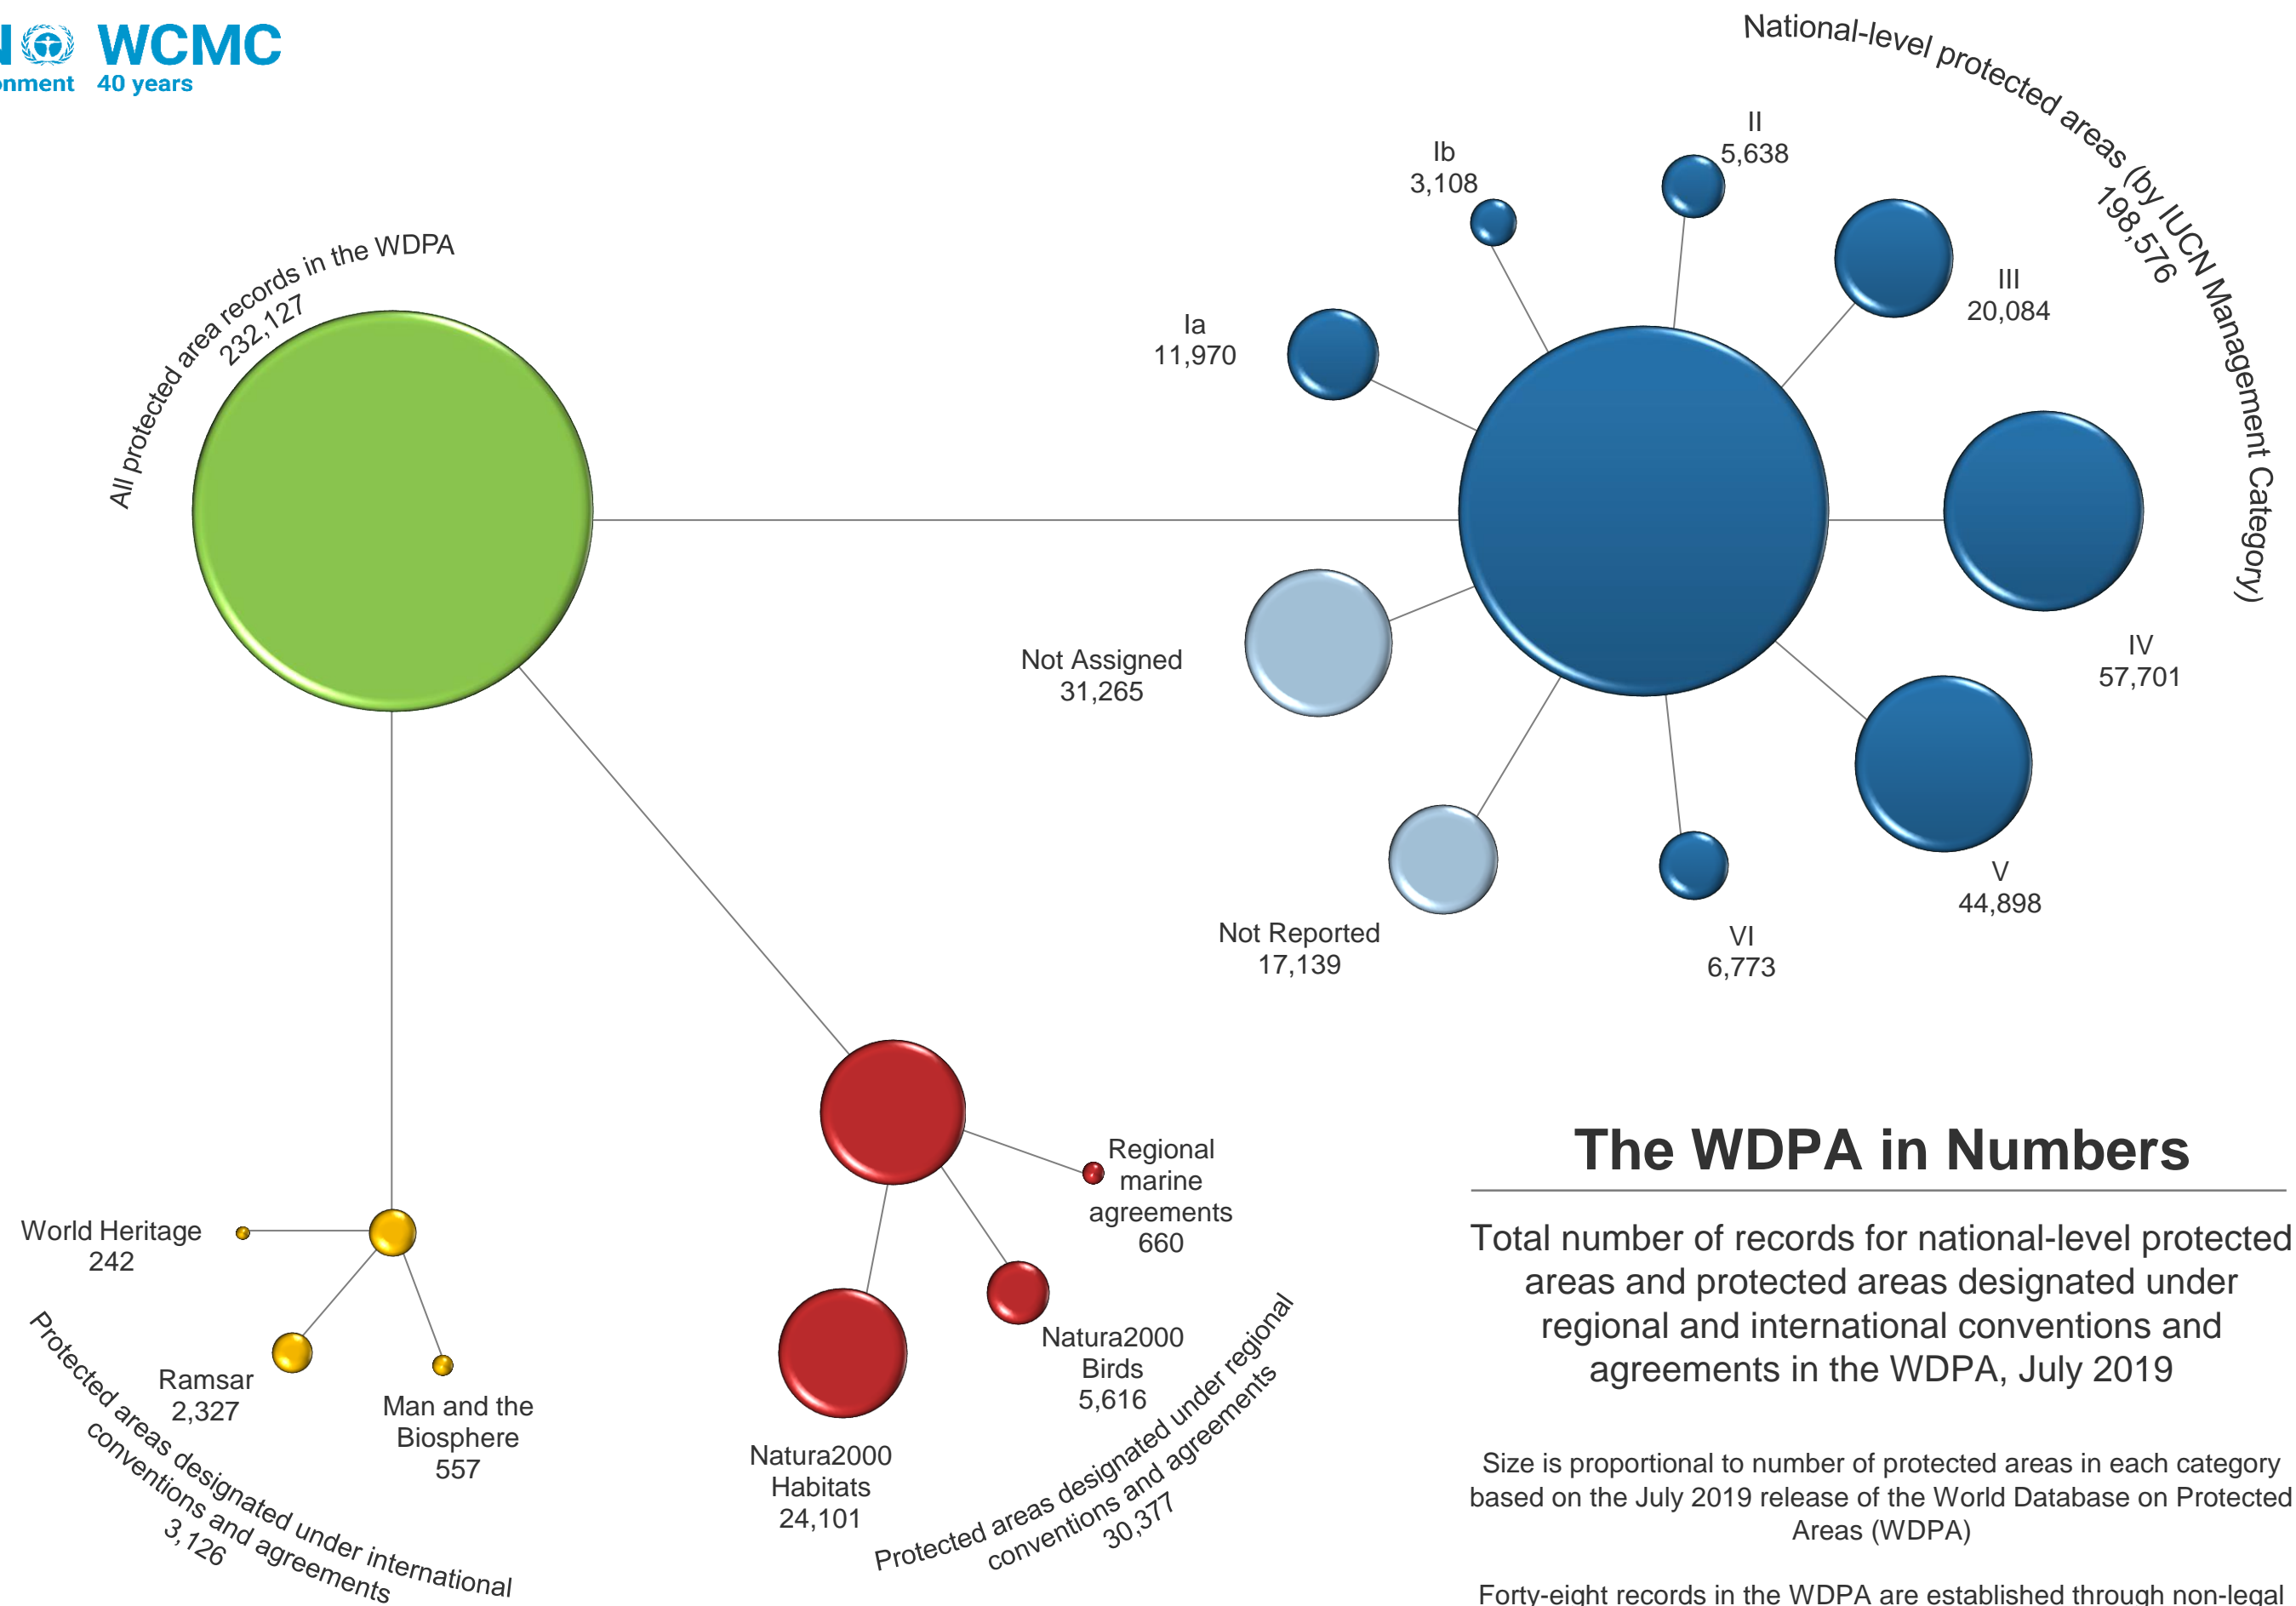 WCMC
40 years
National-level protected areas (by IUCN Management Category)
198,576
II
5,638
Ib
3,108
III
20,084
Ia
11,970
All protected area records in the WDPA
232,127
IV
57,701
Not Assigned
31,265
V
44,898
Not Reported
17,139
VI
6,773
Regional
marine
agreements
660
World Heritage
242
Natura2000
Birds
5,616
Ramsar
2,327
Man and the
Biosphere
557
Natura2000
Habitats
24,101
Protected areas designated under international
conventions and agreements
3,126
Protected areas designated under regional
conventions and agreements
30,377
The WDPA in Numbers
Total number of records for national-level protected
areas and protected areas designated under
regional and international conventions and
agreements in the WDPA, July 2019
Size is proportional to number of protected areas in each category
based on the July 2019 release of the World Database on Protected
Areas (WDPA)
Forty-eight records in the WDPA are established through non-legal